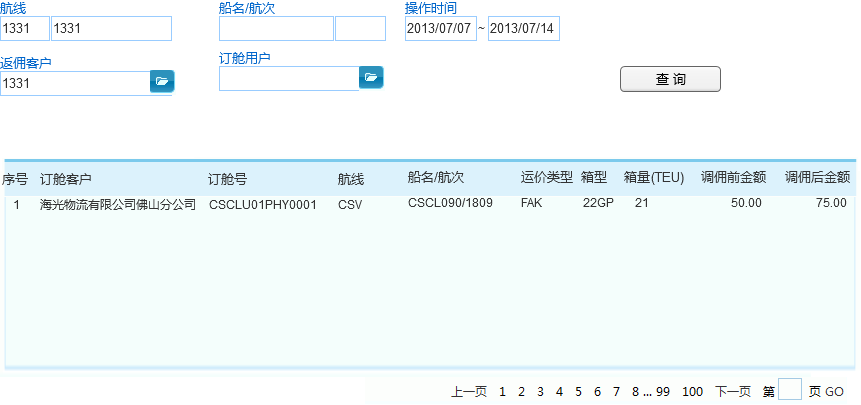 航线 船名/航次 操作时间
1331 1331 2013/07/07 ~ 2013/07/14
返佣客户 订舱用户
1331 查 询
序号 订舱客户 订舱号 航线 船名/航次 运价类型 箱型 箱量(TEU) 调佣前金额 调佣后金额
1 海光物流有限公司佛山分公司 CSCLU01PHY0001 CSV CSCL090/1809 FAK 22GP 21 50.00 75.00
上一页 1 2 3 4 5 6 7 8 ... 99 100 下一页 第 页 GO